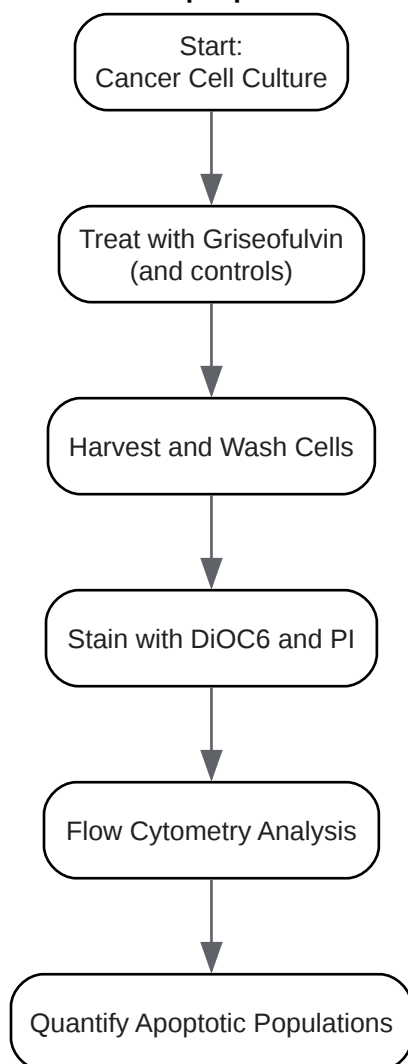 Start:
Cancer Cell Culture
Treat with Griseofulvin
(and controls)
Harvest and Wash Cells
Stain with DiOC6 and PI
Flow Cytometry Analysis
Quantify Apoptotic Populations